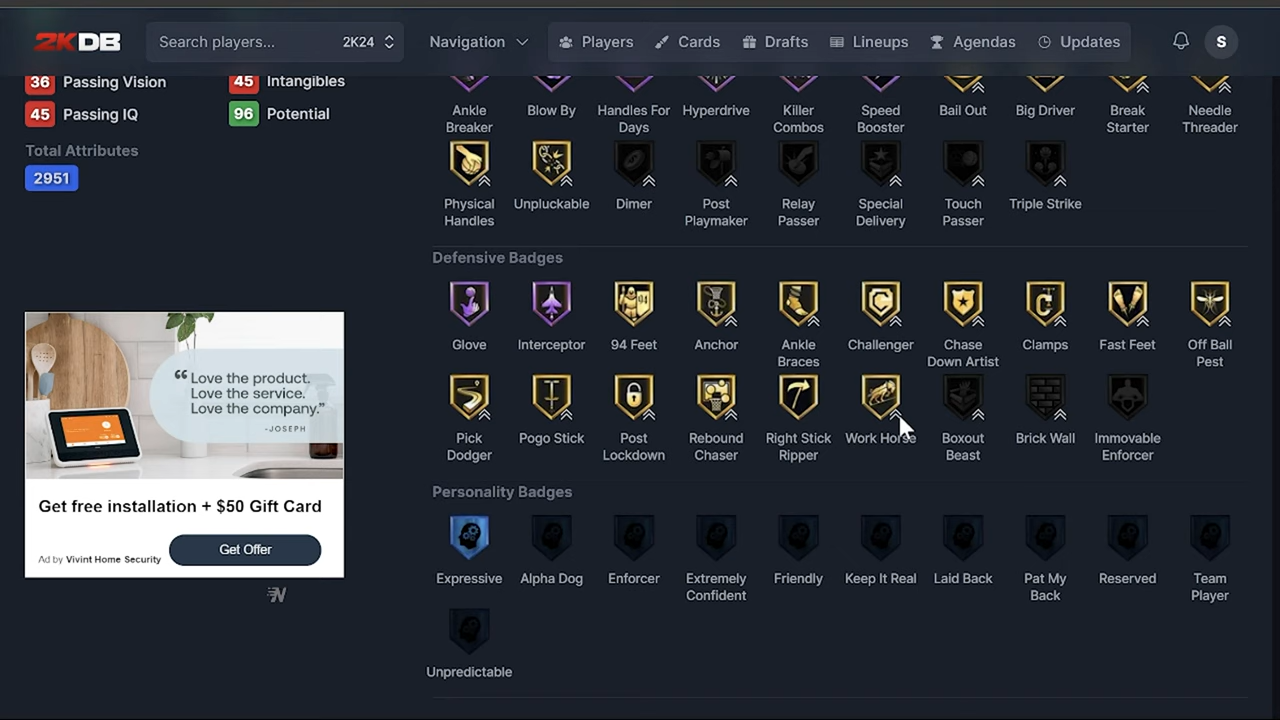 2KDB
Search players...
2K24
Navigation
Players
Cards
Drafts
Lineups
Agendas
Updates
S
36 Passing Vision
45 Intangibles
45 Passing IQ
96 Potential
Total Attributes
2951
Ankle Breaker
Blow By
Handles For Days
Hyperdrive
Killer Combos
Speed Booster
Bail Out
Big Driver
Break Starter
Needle Threader
Physical Handles
Unpluckable
Dimer
Post Playmaker
Relay Passer
Special Delivery
Touch Passer
Triple Strike
Defensive Badges
Glove
Interceptor
94 Feet
Anchor
Ankle Braces
Challenger
Chase Down Artist
Clamps
Fast Feet
Off Ball Pest
Pick Dodger
Pogo Stick
Post Lockdown
Rebound Chaser
Right Stick Ripper
Work Horse
Boxout Beast
Brick Wall
Immovable Enforcer
Personality Badges
Expressive
Alpha Dog
Enforcer
Extremely Confident
Friendly
Keep It Real
Laid Back
Pat My Back
Reserved
Team Player
Unpredictable
“Love the product.
Love the service.
Love the company.”
-JOSEPH
Get free installation + $50 Gift Card
Ad by Vivint Home Security
Get Offer